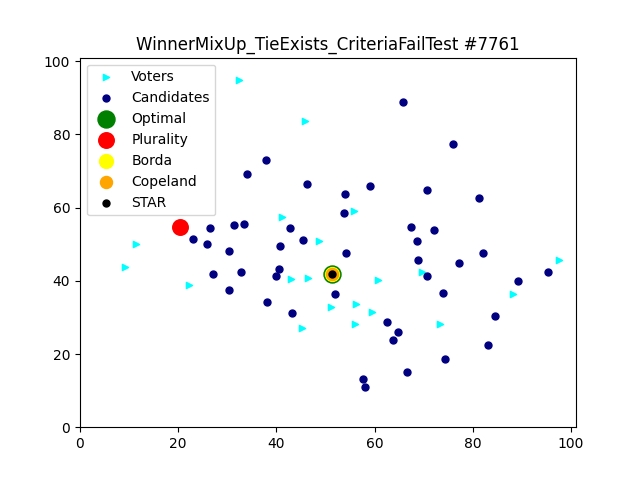 WinnerMixUp_TieExists_CriteriaFailTest #7761
100
80
60
40
20
0
Voters
Candidates
Optimal
Plurality
Borda
Copeland
STAR
0 20 40 60 80 100